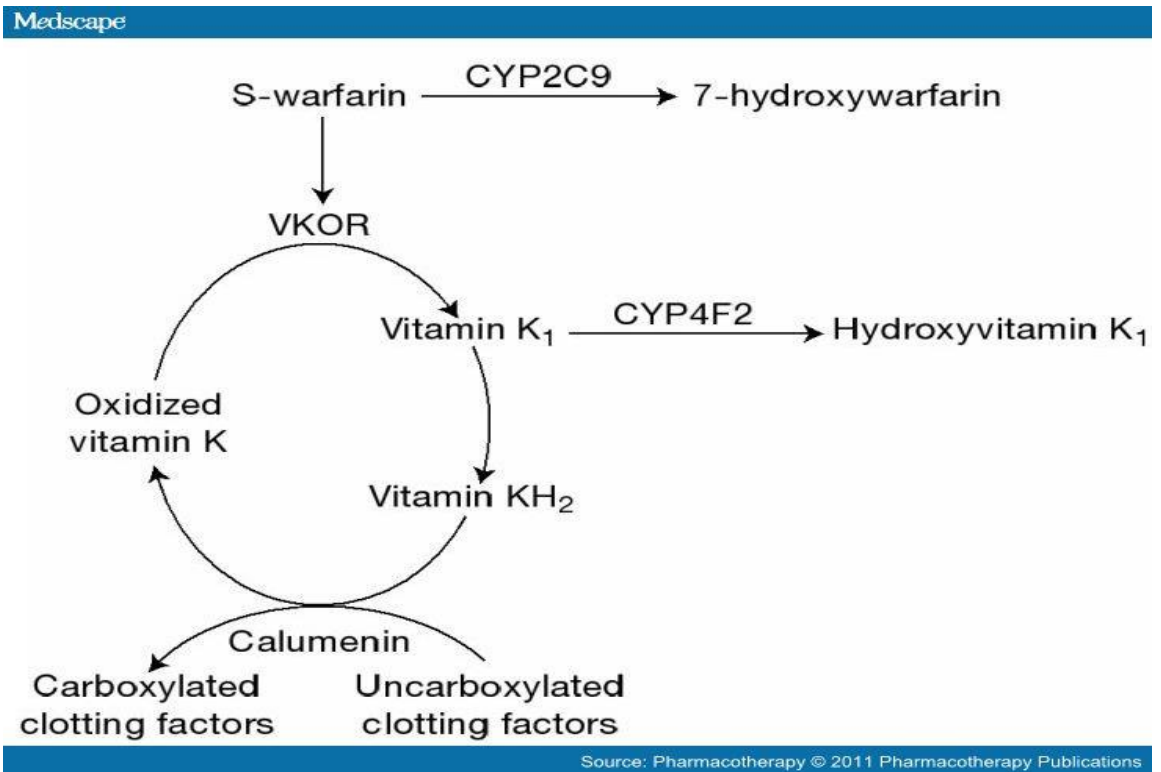 Medscape
S-warfarin
CYP2C9
7-hydroxywarfarin
VKOR
Vitamin K₁
CYP4F2
Hydroxyvitamin K₁
Oxidized
vitamin K
Vitamin KH₂
Calumenin
Carboxylated
clotting factors
Uncarboxylated
clotting factors
Source: Pharmacotherapy © 2011 Pharmacotherapy Publications